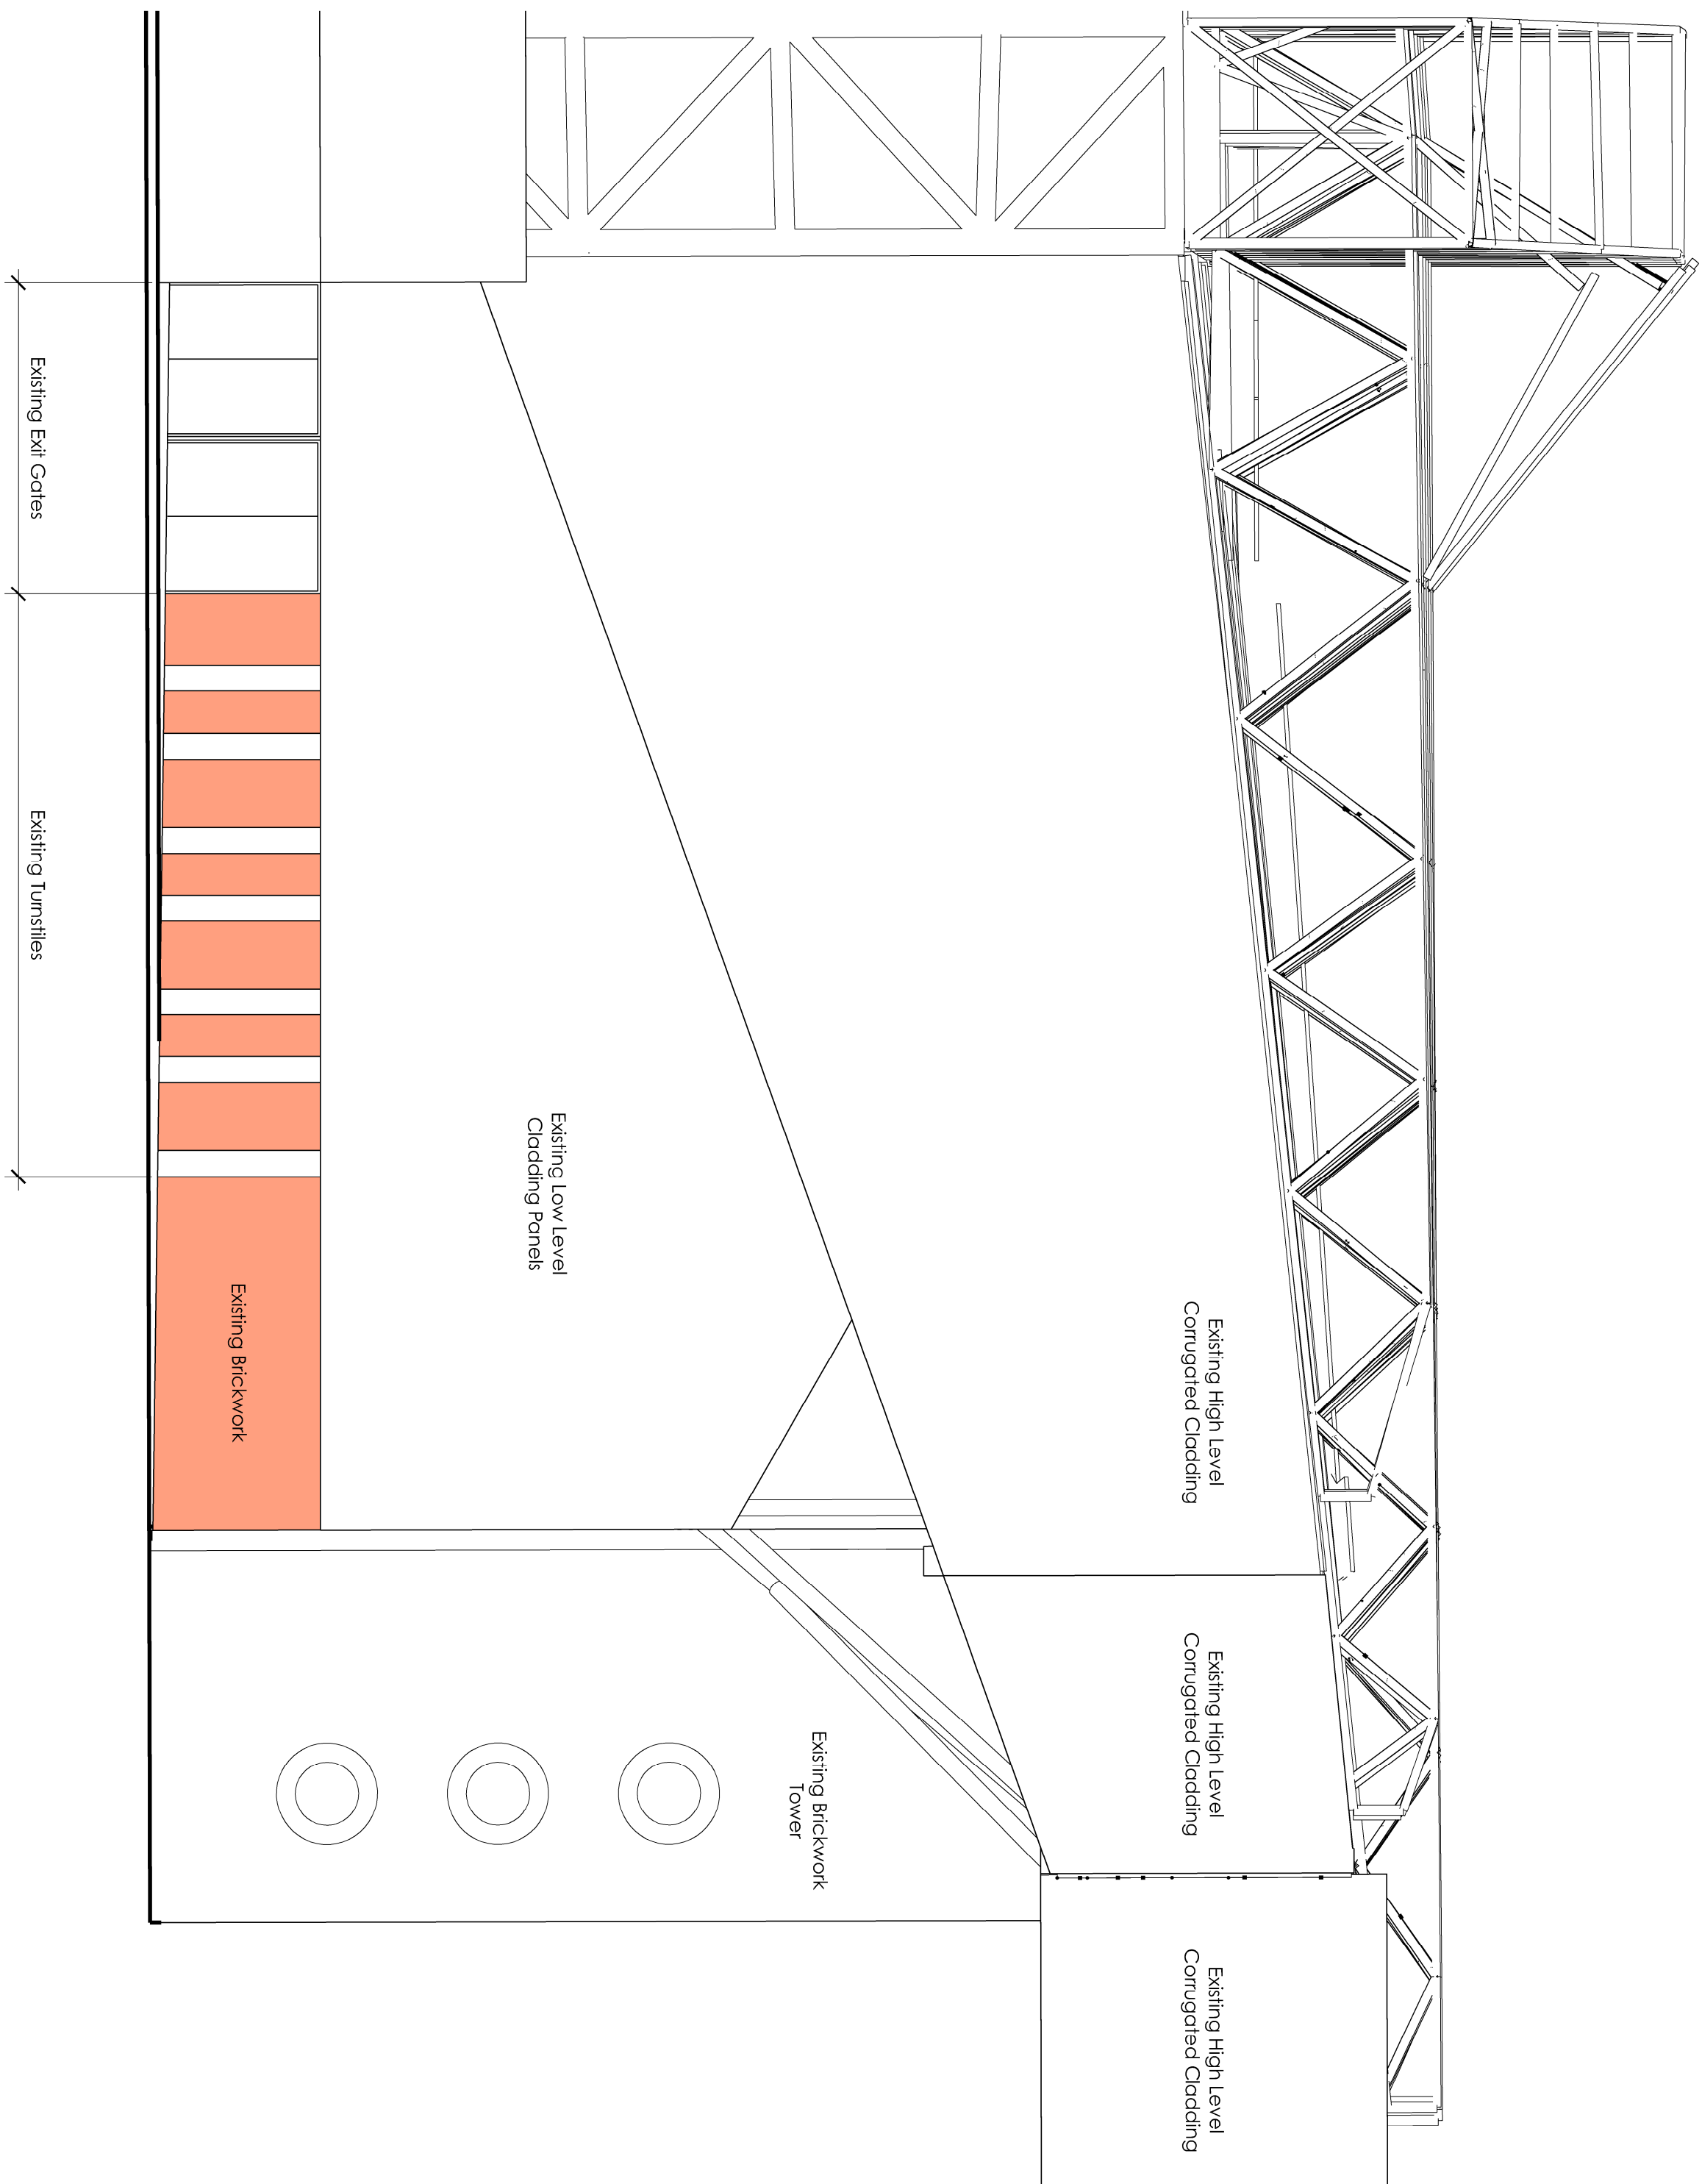 Existing High Level
Corrugated Cladding
Existing High Level
Corrugated Cladding
Existing High Level
Corrugated Cladding
Existing Brickwork
Tower
Existing Low Level
Cladding Panels
Existing Brickwork
Existing Exit Gates
Existing Turnstiles